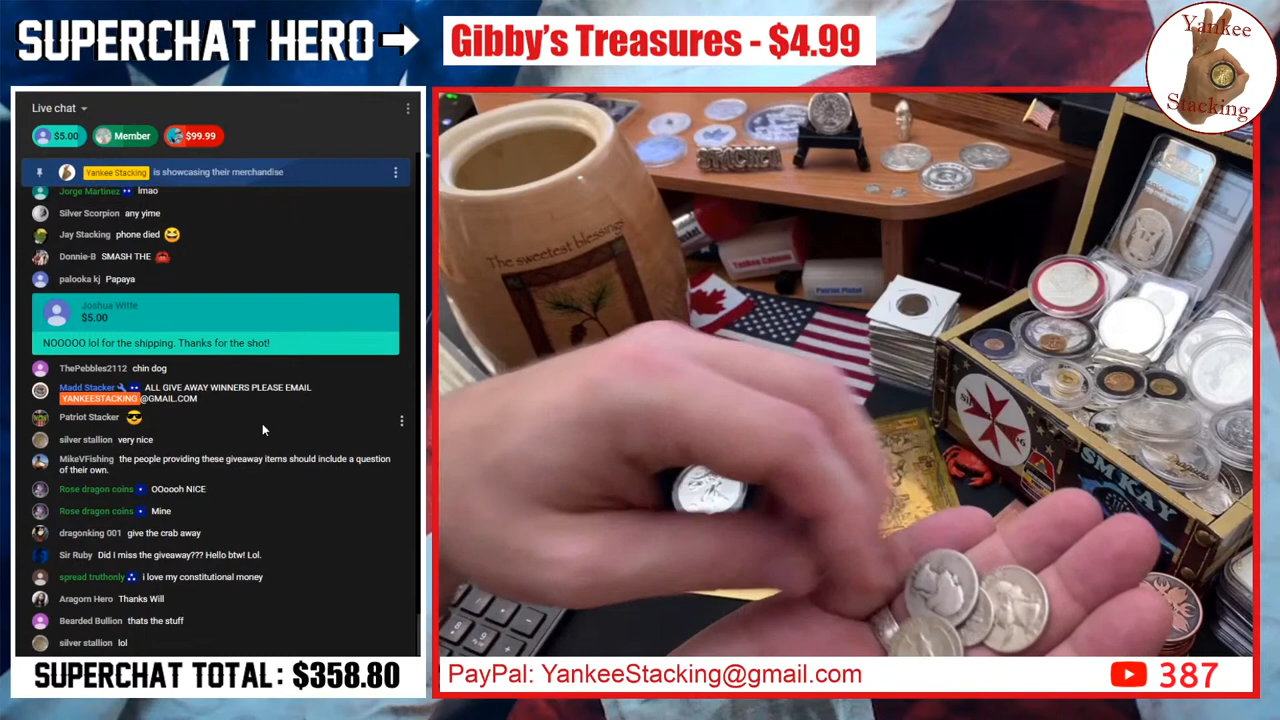 SUPERCHAT HERO
Gibby's Treasures - $4.99
Yankee
Stacking
Live chat
$5.00
Member
$99.99
Yankee Stacking is showcasing their merchandise
Jorge Martinez lmao
Silver Scorpion any yime
Jay Stacking phone died
Donnie-B SMASH THE
palooka kj Papaya
Joshua Witte
$5.00
NOOOOO lol for the shipping. Thanks for the shot!
ThePebbles2112 chin dog
Madd Stacker ALL GIVE AWAY WINNERS PLEASE EMAIL
YANKEESTACKING@GMAIL.COM
Patriot Stacker
silver stallion very nice
MikeVFishing the people providing these giveaway items should include a question
of their own.
Rose dragon coins OOoooh NICE
Rose dragon coins Mine
dragonking 001 give the crab away
Sir Ruby Did I miss the giveaway??? Hello btw! Lol.
spread truthonly i love my constitutional money
Aragorn Hero Thanks Will
Bearded Bullion thats the stuff
silver stallion lol
SUPERCHAT TOTAL: $358.80
The sweetest blessings
STACKER
Yankee Cannon
Patriot Pistol
SM KAY
PayPal: YankeeStacking@gmail.com
387